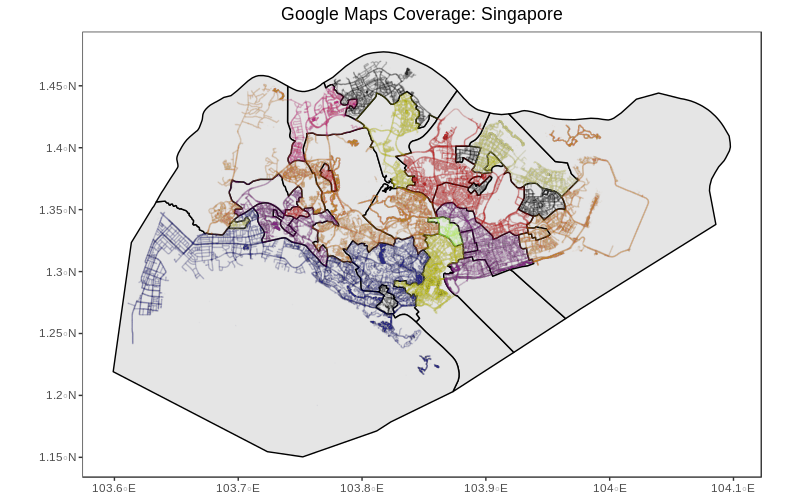 Google Maps Coverage: Singapore
1.45◦N
1.4◦N
1.35◦N
1.3◦N
1.25◦N
1.2◦N
1.15◦N
103.6◦E
103.7◦E
103.8◦E
103.9◦E
104◦E
104.1◦E